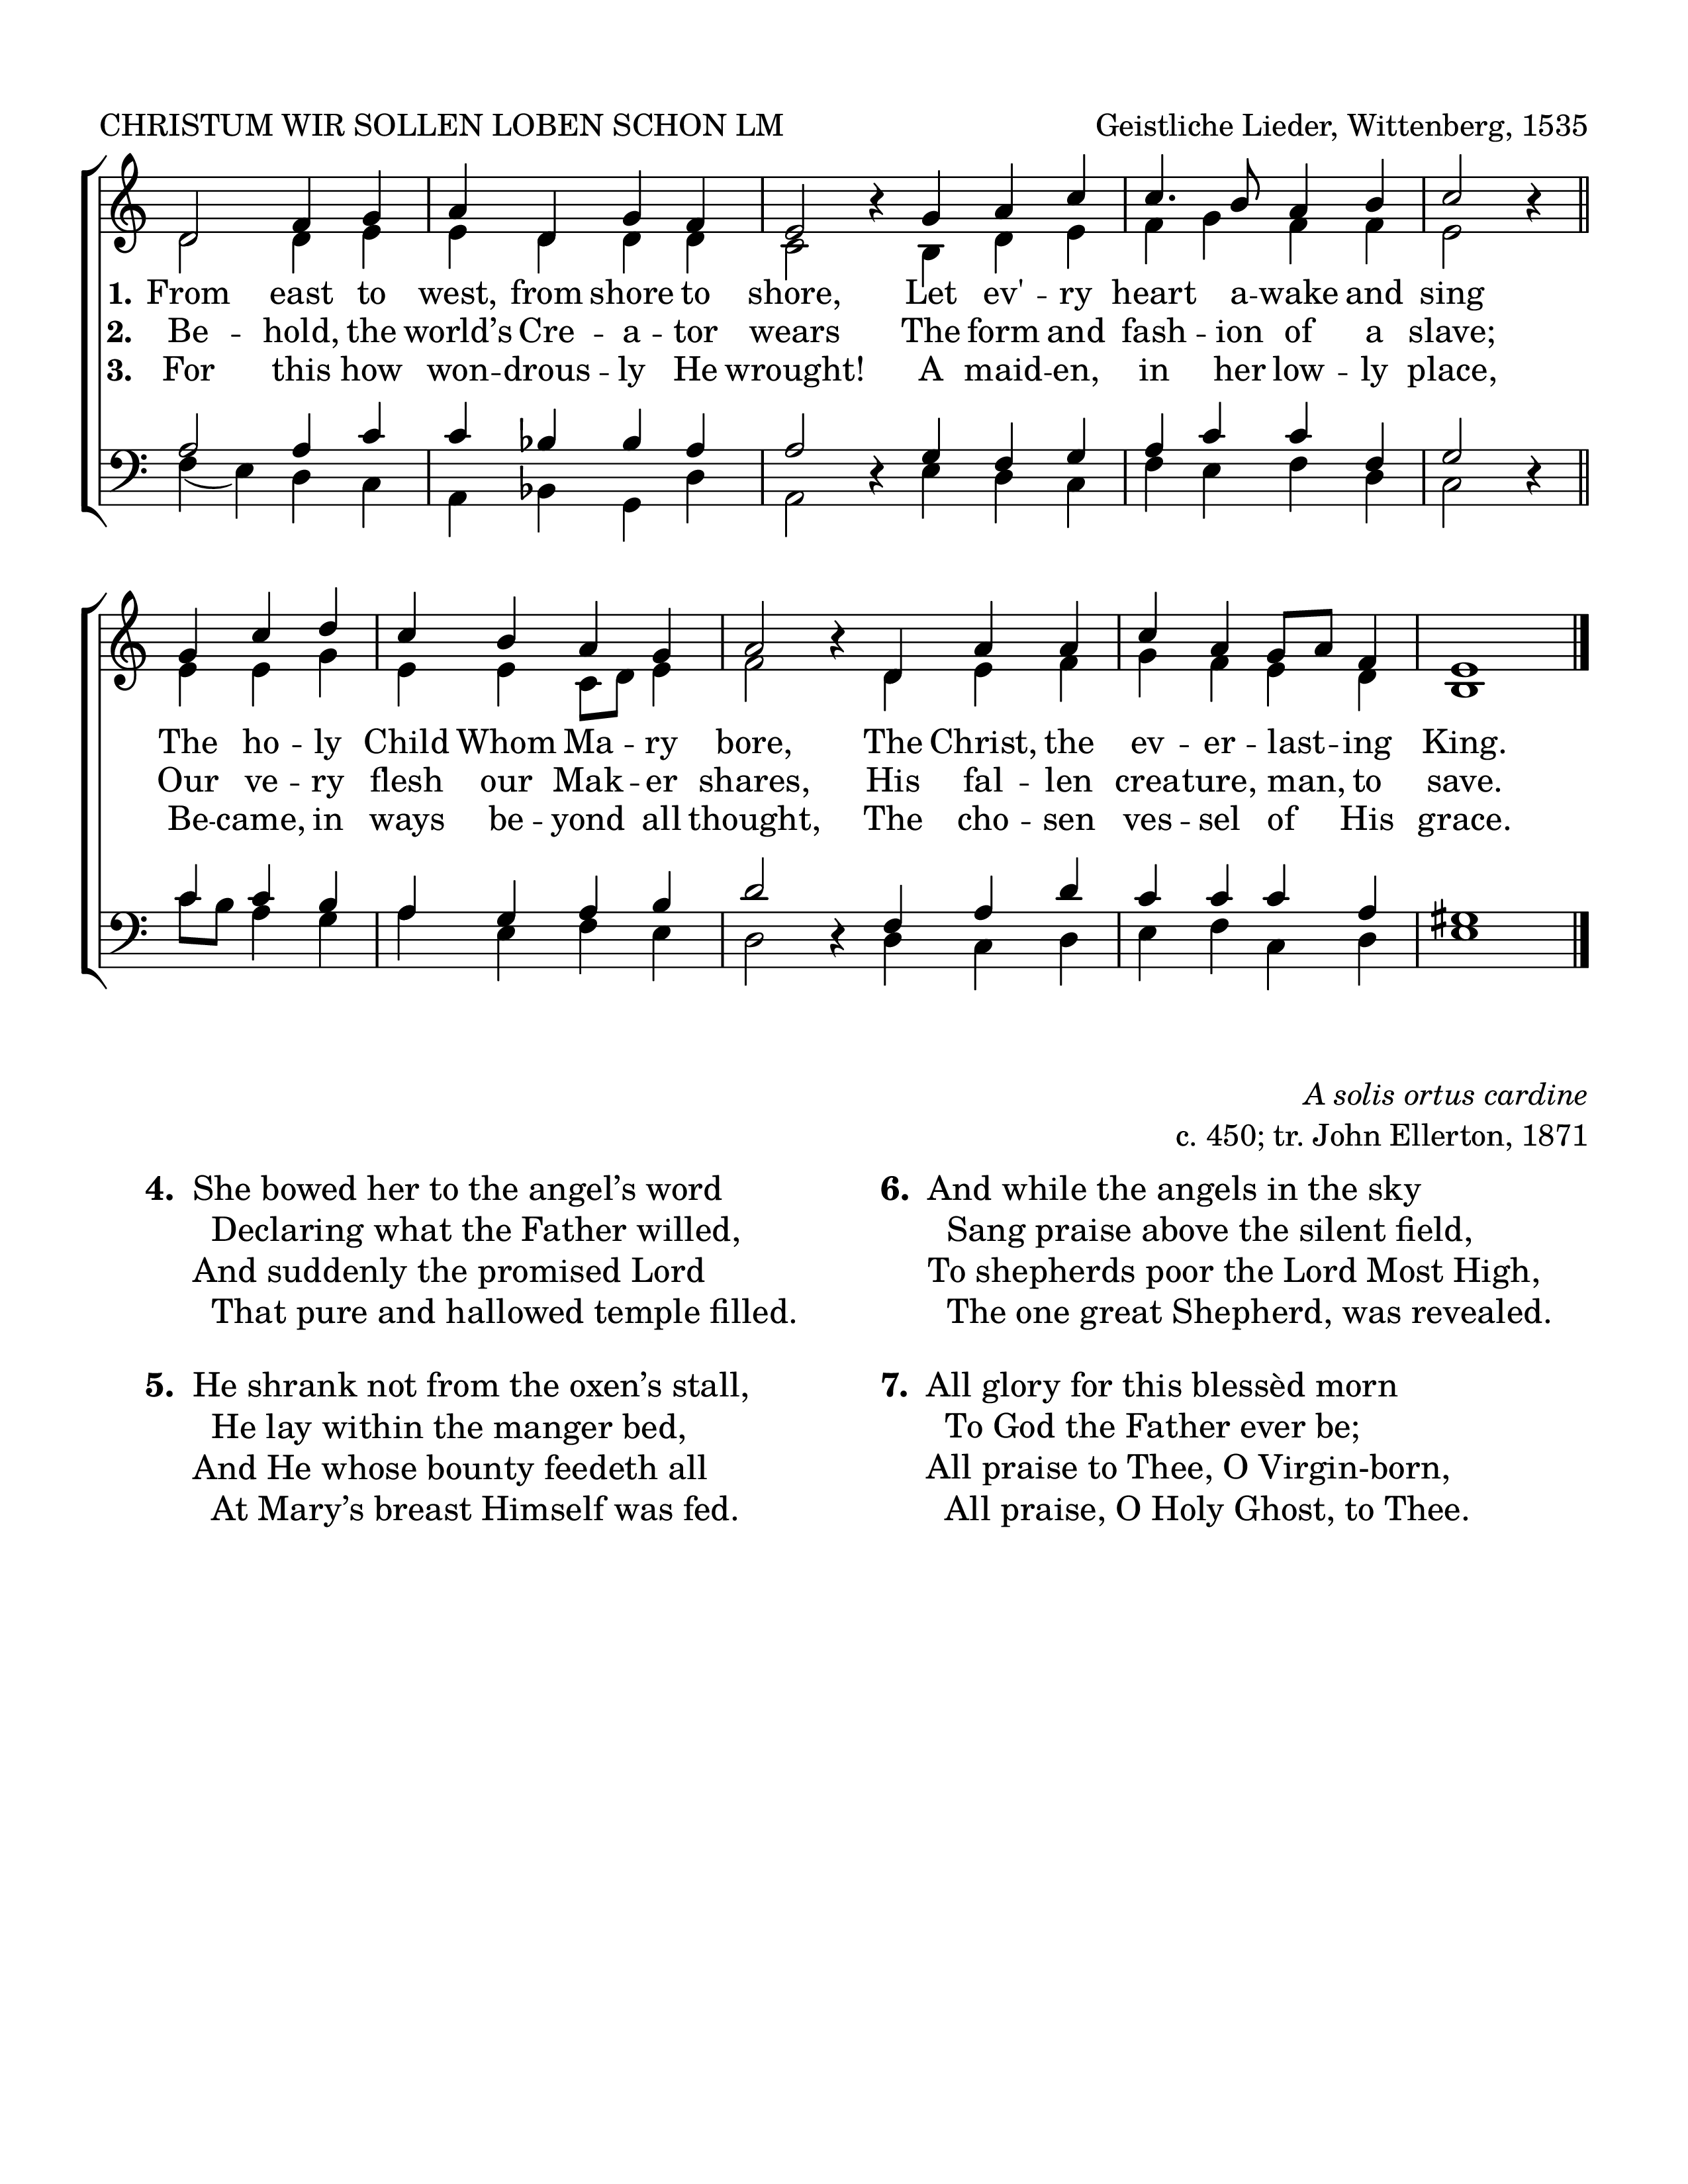 CHRISTUM WIR SOLLEN LOBEN SCHON LM
Geistliche Lieder, Wittenberg, 1535
1. From east to west, from shore to shore, Let ev' -- ry heart a -- wake and sing
2. Be -- hold, the world’s Cre -- a -- tor wears The form and fash -- ion of a slave;
3. For this how won -- drous -- ly He wrought! A maid -- en, in her low -- ly place,
The ho -- ly Child Whom Ma -- ry bore, The Christ, the ev -- er -- last -- ing King.
Our ve -- ry flesh our Mak -- er shares, His fal -- len creature, man, to save.
Be -- came, in ways be -- yond all thought, The cho -- sen ves -- sel of His grace.
A solis ortus cardine
c. 450; tr. John Ellerton, 1871
4. She bowed her to the angel’s word
Declaring what the Father willed,
And suddenly the promised Lord
That pure and hallowed temple filled.
5. He shrank not from the oxen’s stall,
He lay within the manger bed,
And He whose bounty feedeth all
At Mary’s breast Himself was fed.
6. And while the angels in the sky
Sang praise above the silent field,
To shepherds poor the Lord Most High,
The one great Shepherd, was revealed.
7. All glory for this blessèd morn
To God the Father ever be;
All praise to Thee, O Virgin-born,
All praise, O Holy Ghost, to Thee.